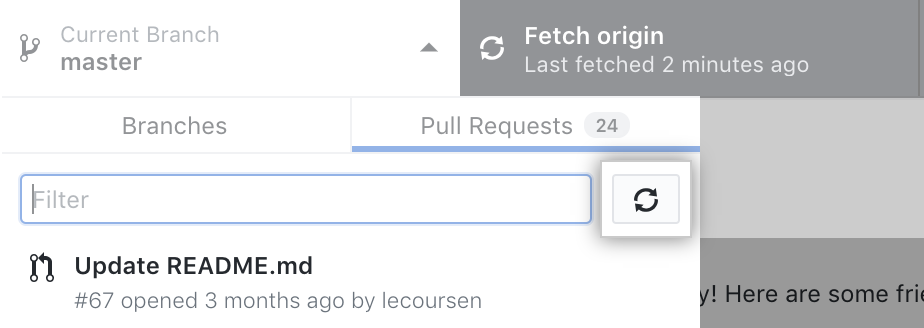 Current Branch
master
Fetch origin
Last fetched 2 minutes ago
Branches
Pull Requests 24
Filter
Update README.md
#67 opened 3 months ago by lecoursen
y! Here are some frie